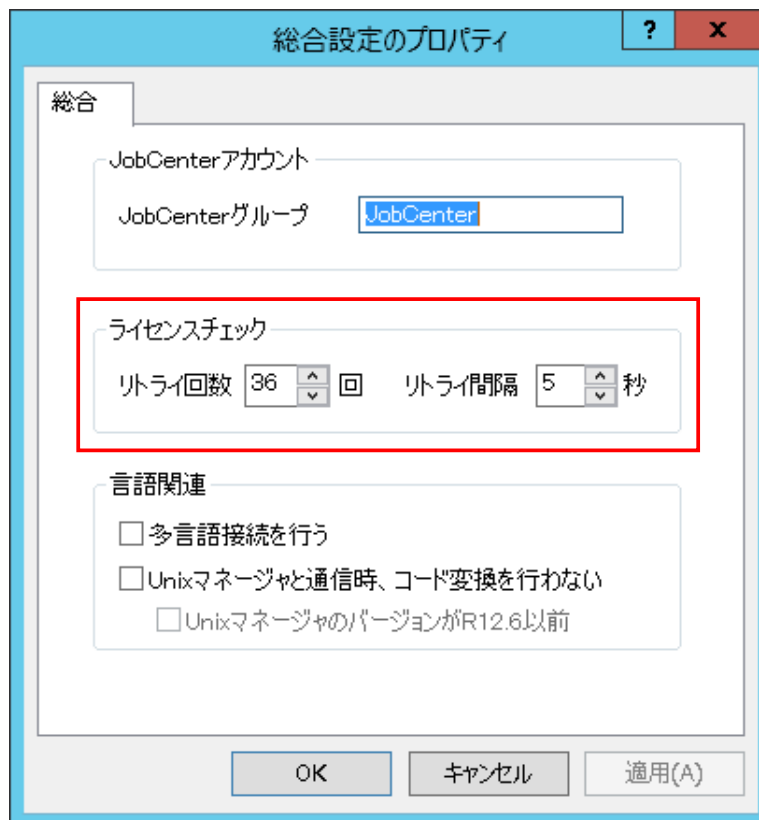 総合設定のプロパティ ? x
総合
JobCenterアカウント
JobCenterグループ JobCenter
ライセンスチェック
リトライ回数 36 回 リトライ間隔 5 秒
言語関連
多言語接続を行う
Unixマネージャと通信時、コード変換を行わない
UnixマネージャのバージョンがR12.6以前
OK キャンセル 適用(A)